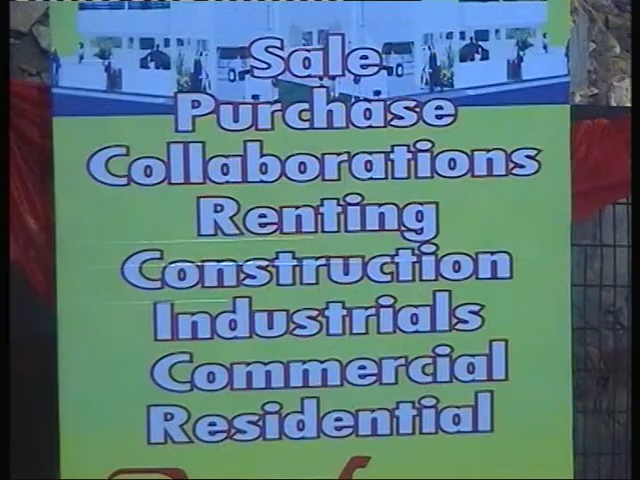 Sale
Purchase
Collaborations
Renting
Construction
Industrials
Commercial
Residential